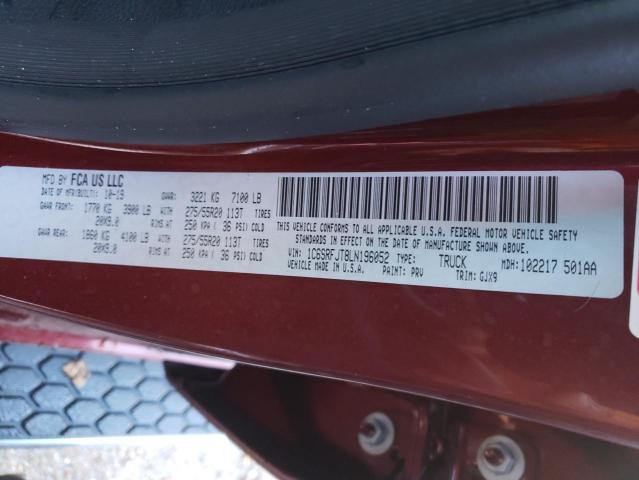 MFD BY FCA US LLC
DATE OF MFR(BUILT): 10-19 GVWR: 3221 KG 7100 LB
GAWR FRONT: 1770 KG 3900 LB WITH 275/55R20 113T TIRES
20X9.0 RIMS AT 250 KPA ( 36 PSI) COLD
GAWR REAR: 1860 KG 4100 LB WITH 275/55R20 113T TIRES
20X9.0 RIMS AT 250 KPA ( 36 PSI) COLD
THIS VEHICLE CONFORMS TO ALL APPLICABLE U.S.A. FEDERAL MOTOR VEHICLE SAFETY
STANDARDS IN EFFECT ON THE DATE OF MANUFACTURE SHOWN ABOVE.
VIN: 1C6SRFJT8LN196052 TYPE: TRUCK MDH: 102217 501AA
VEHICLE MADE IN U.S.A. PAINT: PRV TRIM: GJX9